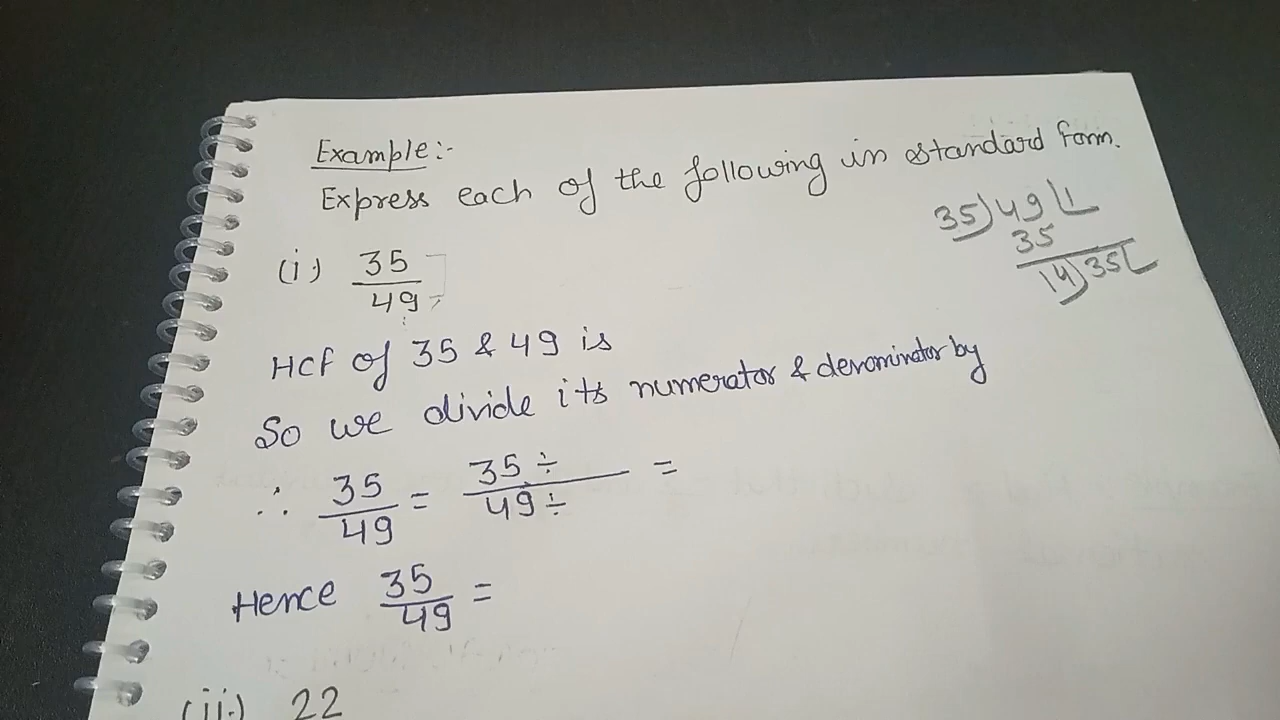 Example:-
Express each of the following in standard form.
35)49(1
35
14)35(
(i.) 35/49
HCF of 35 & 49 is
So we divide its numerator & denominator by
∴ 35/49 = 35÷/49÷ =
Hence 35/49 =
(ii.) 22